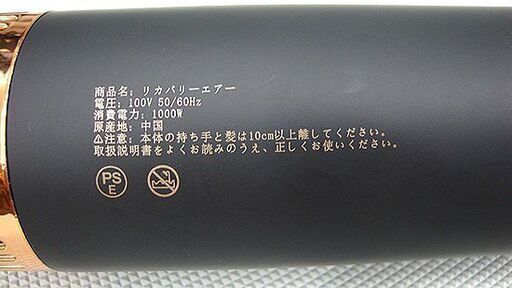 商品名：リカバリーエアー
電圧：100V 50/60Hz
消費電力：1000W
原産地：中国
⚠注意：本体の持ち手と髪は10cm以上離してください。
取扱説明書をよくお読みのうえ、正しくお使いください。
PS
E